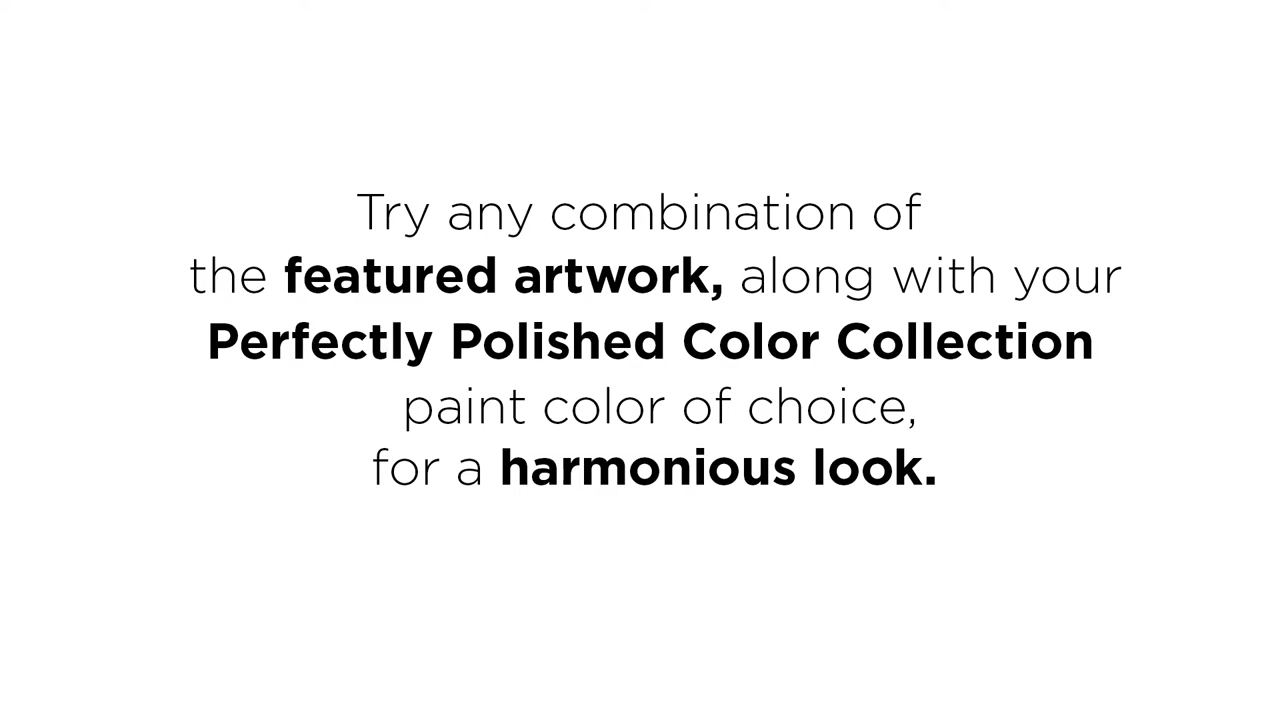 Try any combination of
the featured artwork, along with your
Perfectly Polished Color Collection
paint color of choice,
for a harmonious look.